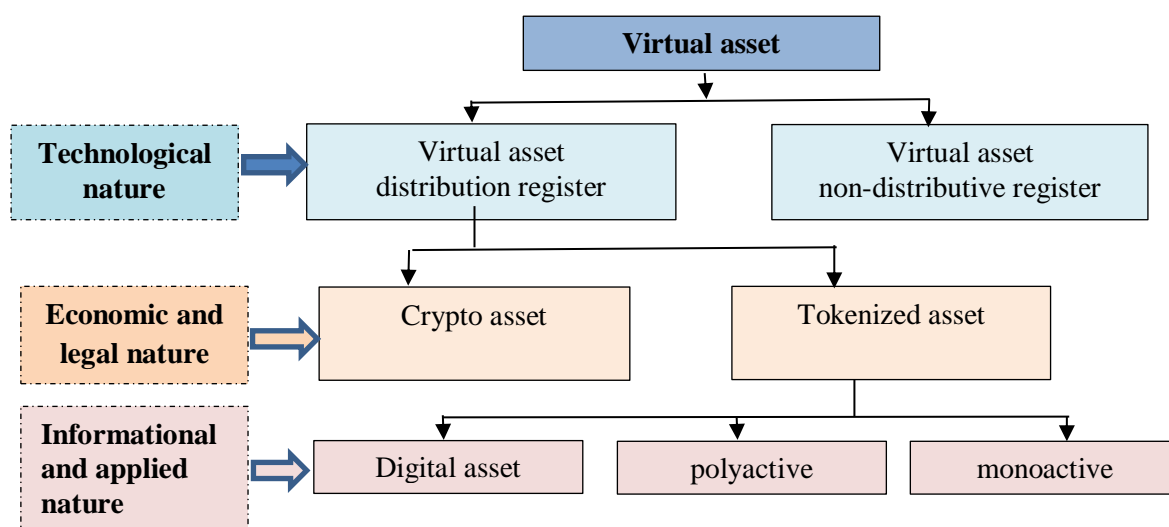 Virtual asset
Technological
nature
Virtual asset
distribution register
Virtual asset
non-distributive register
Economic and
legal nature
Crypto asset
Tokenized asset
Informational
and applied
nature
Digital asset
polyactive
monoactive